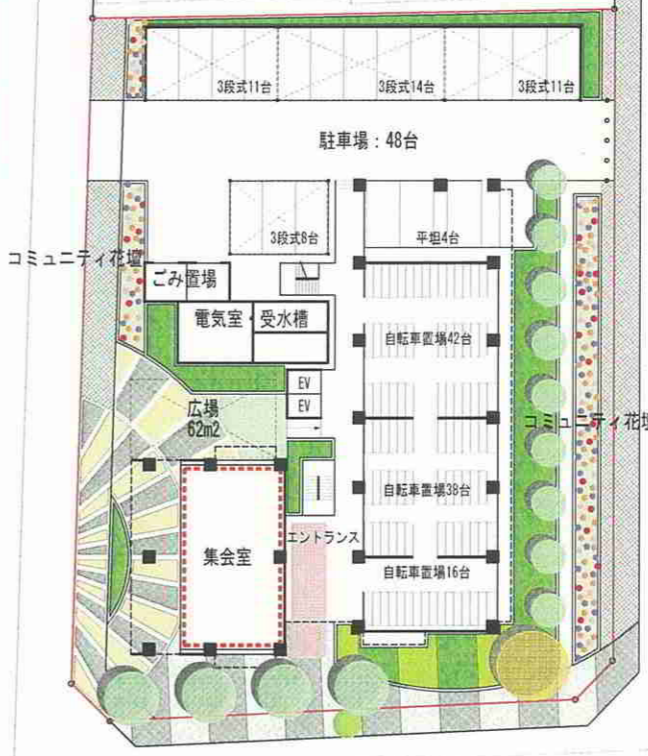 3段式11台
3段式14台
3段式11台
駐車場：48台
3段式8台
平坦4台
コミュニティ花壇
ごみ置場
電気室・受水槽
自転車置場42台
EV
EV
広場
62m2
コミュニティ花壇
自転車置場38台
エントランス
集会室
自転車置場16台